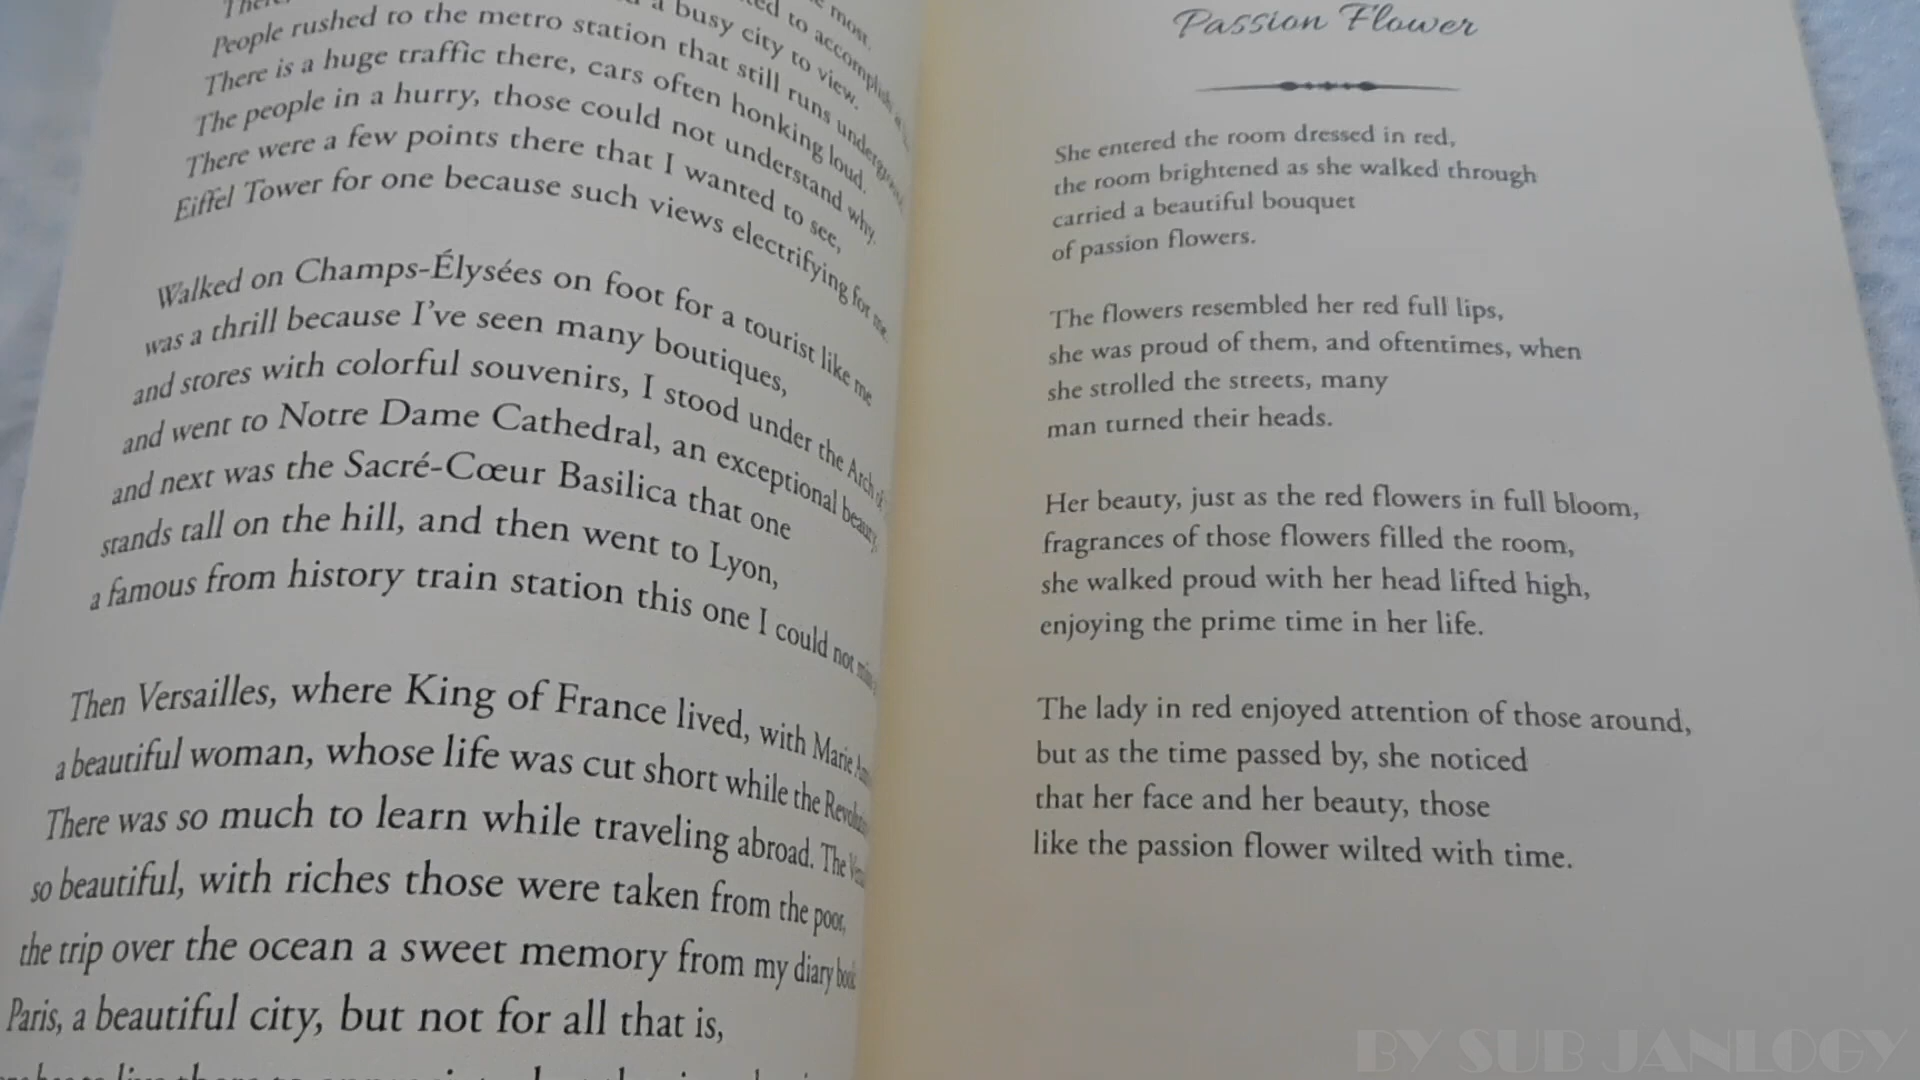 a busy city to view.
People rushed to the metro station that still runs underground
There is a huge traffic there, cars often honking loud.
The people in a hurry, those could not understand why.
There were a few points there that I wanted to see,
Eiffel Tower for one because such views electrifying for me.
Walked on Champs-Élysées on foot for a tourist like me
was a thrill because I've seen many boutiques,
and stores with colorful souvenirs, I stood under the Arch
and went to Notre Dame Cathedral, an exceptional beauty,
and next was the Sacré-Cœur Basilica that one
stands tall on the hill, and then went to Lyon,
a famous from history train station this one I could not
Then Versailles, where King of France lived, with Marie
a beautiful woman, whose life was cut short while the
There was so much to learn while traveling abroad. The
so beautiful, with riches those were taken from the poor,
the trip over the ocean a sweet memory from my diary book
Paris, a beautiful city, but not for all that is,
Passion Flower
She entered the room dressed in red,
the room brightened as she walked through
carried a beautiful bouquet
of passion flowers.
The flowers resembled her red full lips,
she was proud of them, and oftentimes, when
she strolled the streets, many
man turned their heads.
Her beauty, just as the red flowers in full bloom,
fragrances of those flowers filled the room,
she walked proud with her head lifted high,
enjoying the prime time in her life.
The lady in red enjoyed attention of those around,
but as the time passed by, she noticed
that her face and her beauty, those
like the passion flower wilted with time.
BY SUB JANLOGY